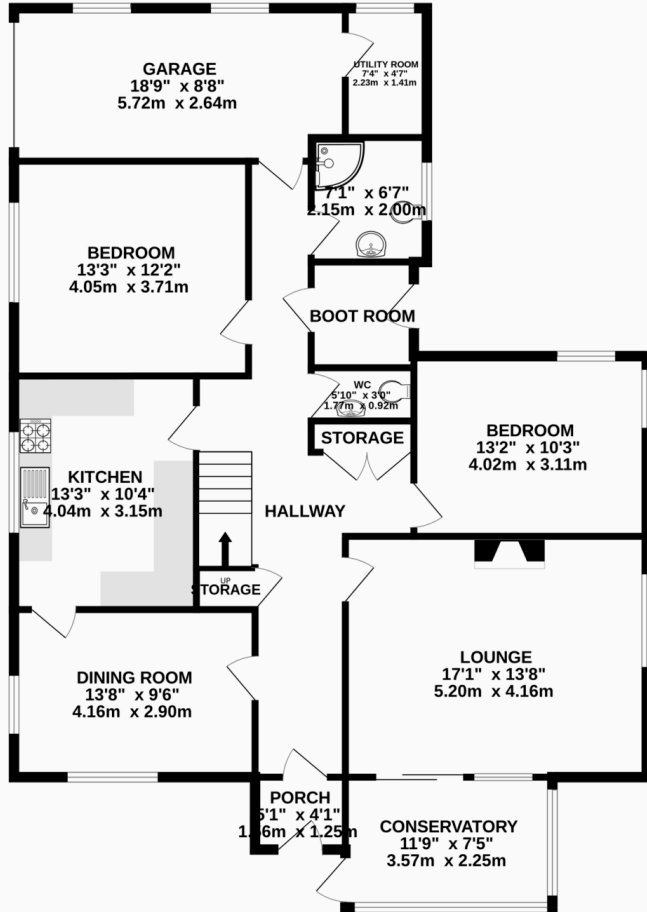 GARAGE
18'9" x 8'8"
5.72m x 2.64m
UTILITY ROOM
7'4" x 4'7"
2.23m x 1.41m
7'1" x 6'7"
2.15m x 2.00m
BEDROOM
13'3" x 12'2"
4.05m x 3.71m
BOOT ROOM
WC
5'10" x 3'0"
1.77m x 0.92m
STORAGE
BEDROOM
13'2" x 10'3"
4.02m x 3.11m
KITCHEN
13'3" x 10'4"
4.04m x 3.15m
HALLWAY
UP
STORAGE
LOUNGE
17'1" x 13'8"
5.20m x 4.16m
DINING ROOM
13'8" x 9'6"
4.16m x 2.90m
PORCH
5'1" x 4'1"
x 1.25m
CONSERVATORY
11'9" x 7'5"
3.57m x 2.25m